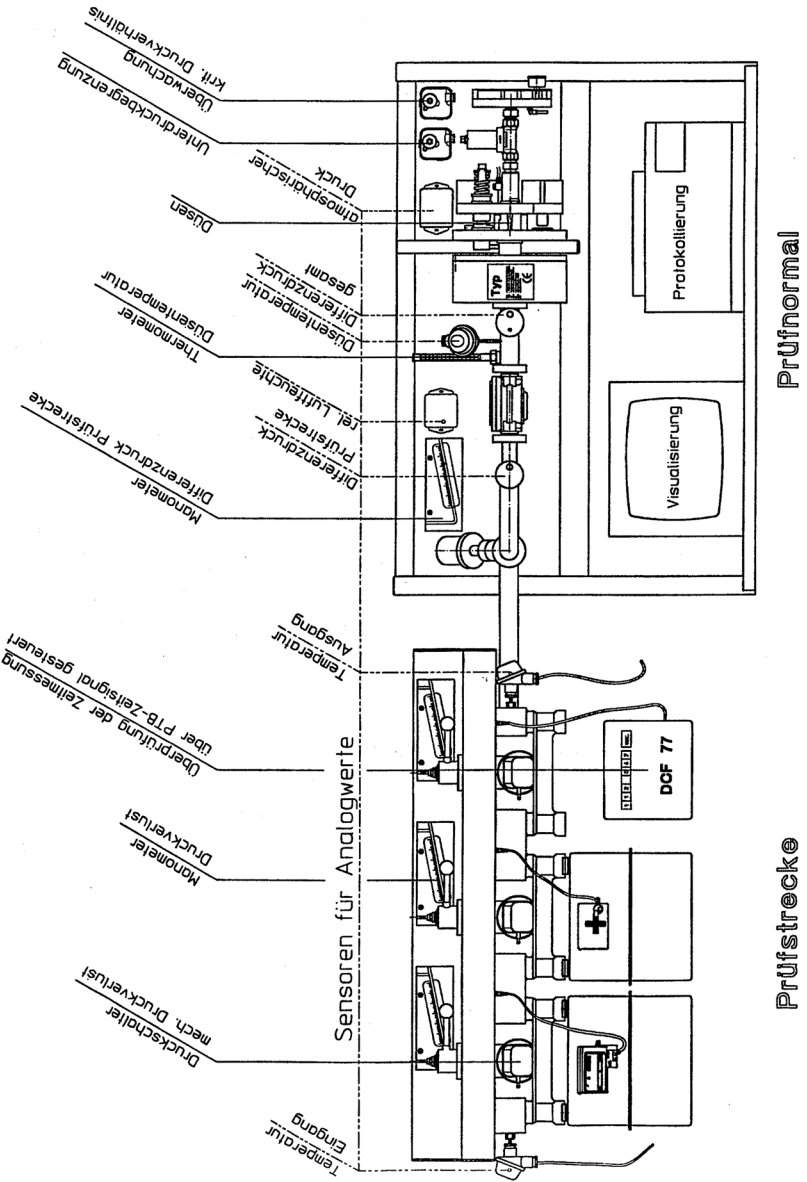 Temperatur
Eingang
Druckschalter
mech. Druckverlust
Manometer
Druckverlust
Überprüfung der Zeitmessung
über PTB-Zeitsignal gesteuert
Temperatur
Ausgang
Manometer
Differenzdruck Prüfstrecke
Differenzdruck
Prüfstrecke
rel. Luftfeuchte
Thermometer
Düsentemperatur
Düsentemperatur
Differenzdruck
gesamt
Düsen
atmosphärischer
Druck
Unterdruckbegrenzung
Überwachung
krit. Druckverhältnis
Sensoren für Analogwerte
Typ
CE
DCF 77
Visualisierung
Protokollierung
Prüfstrecke
Prüfnormal